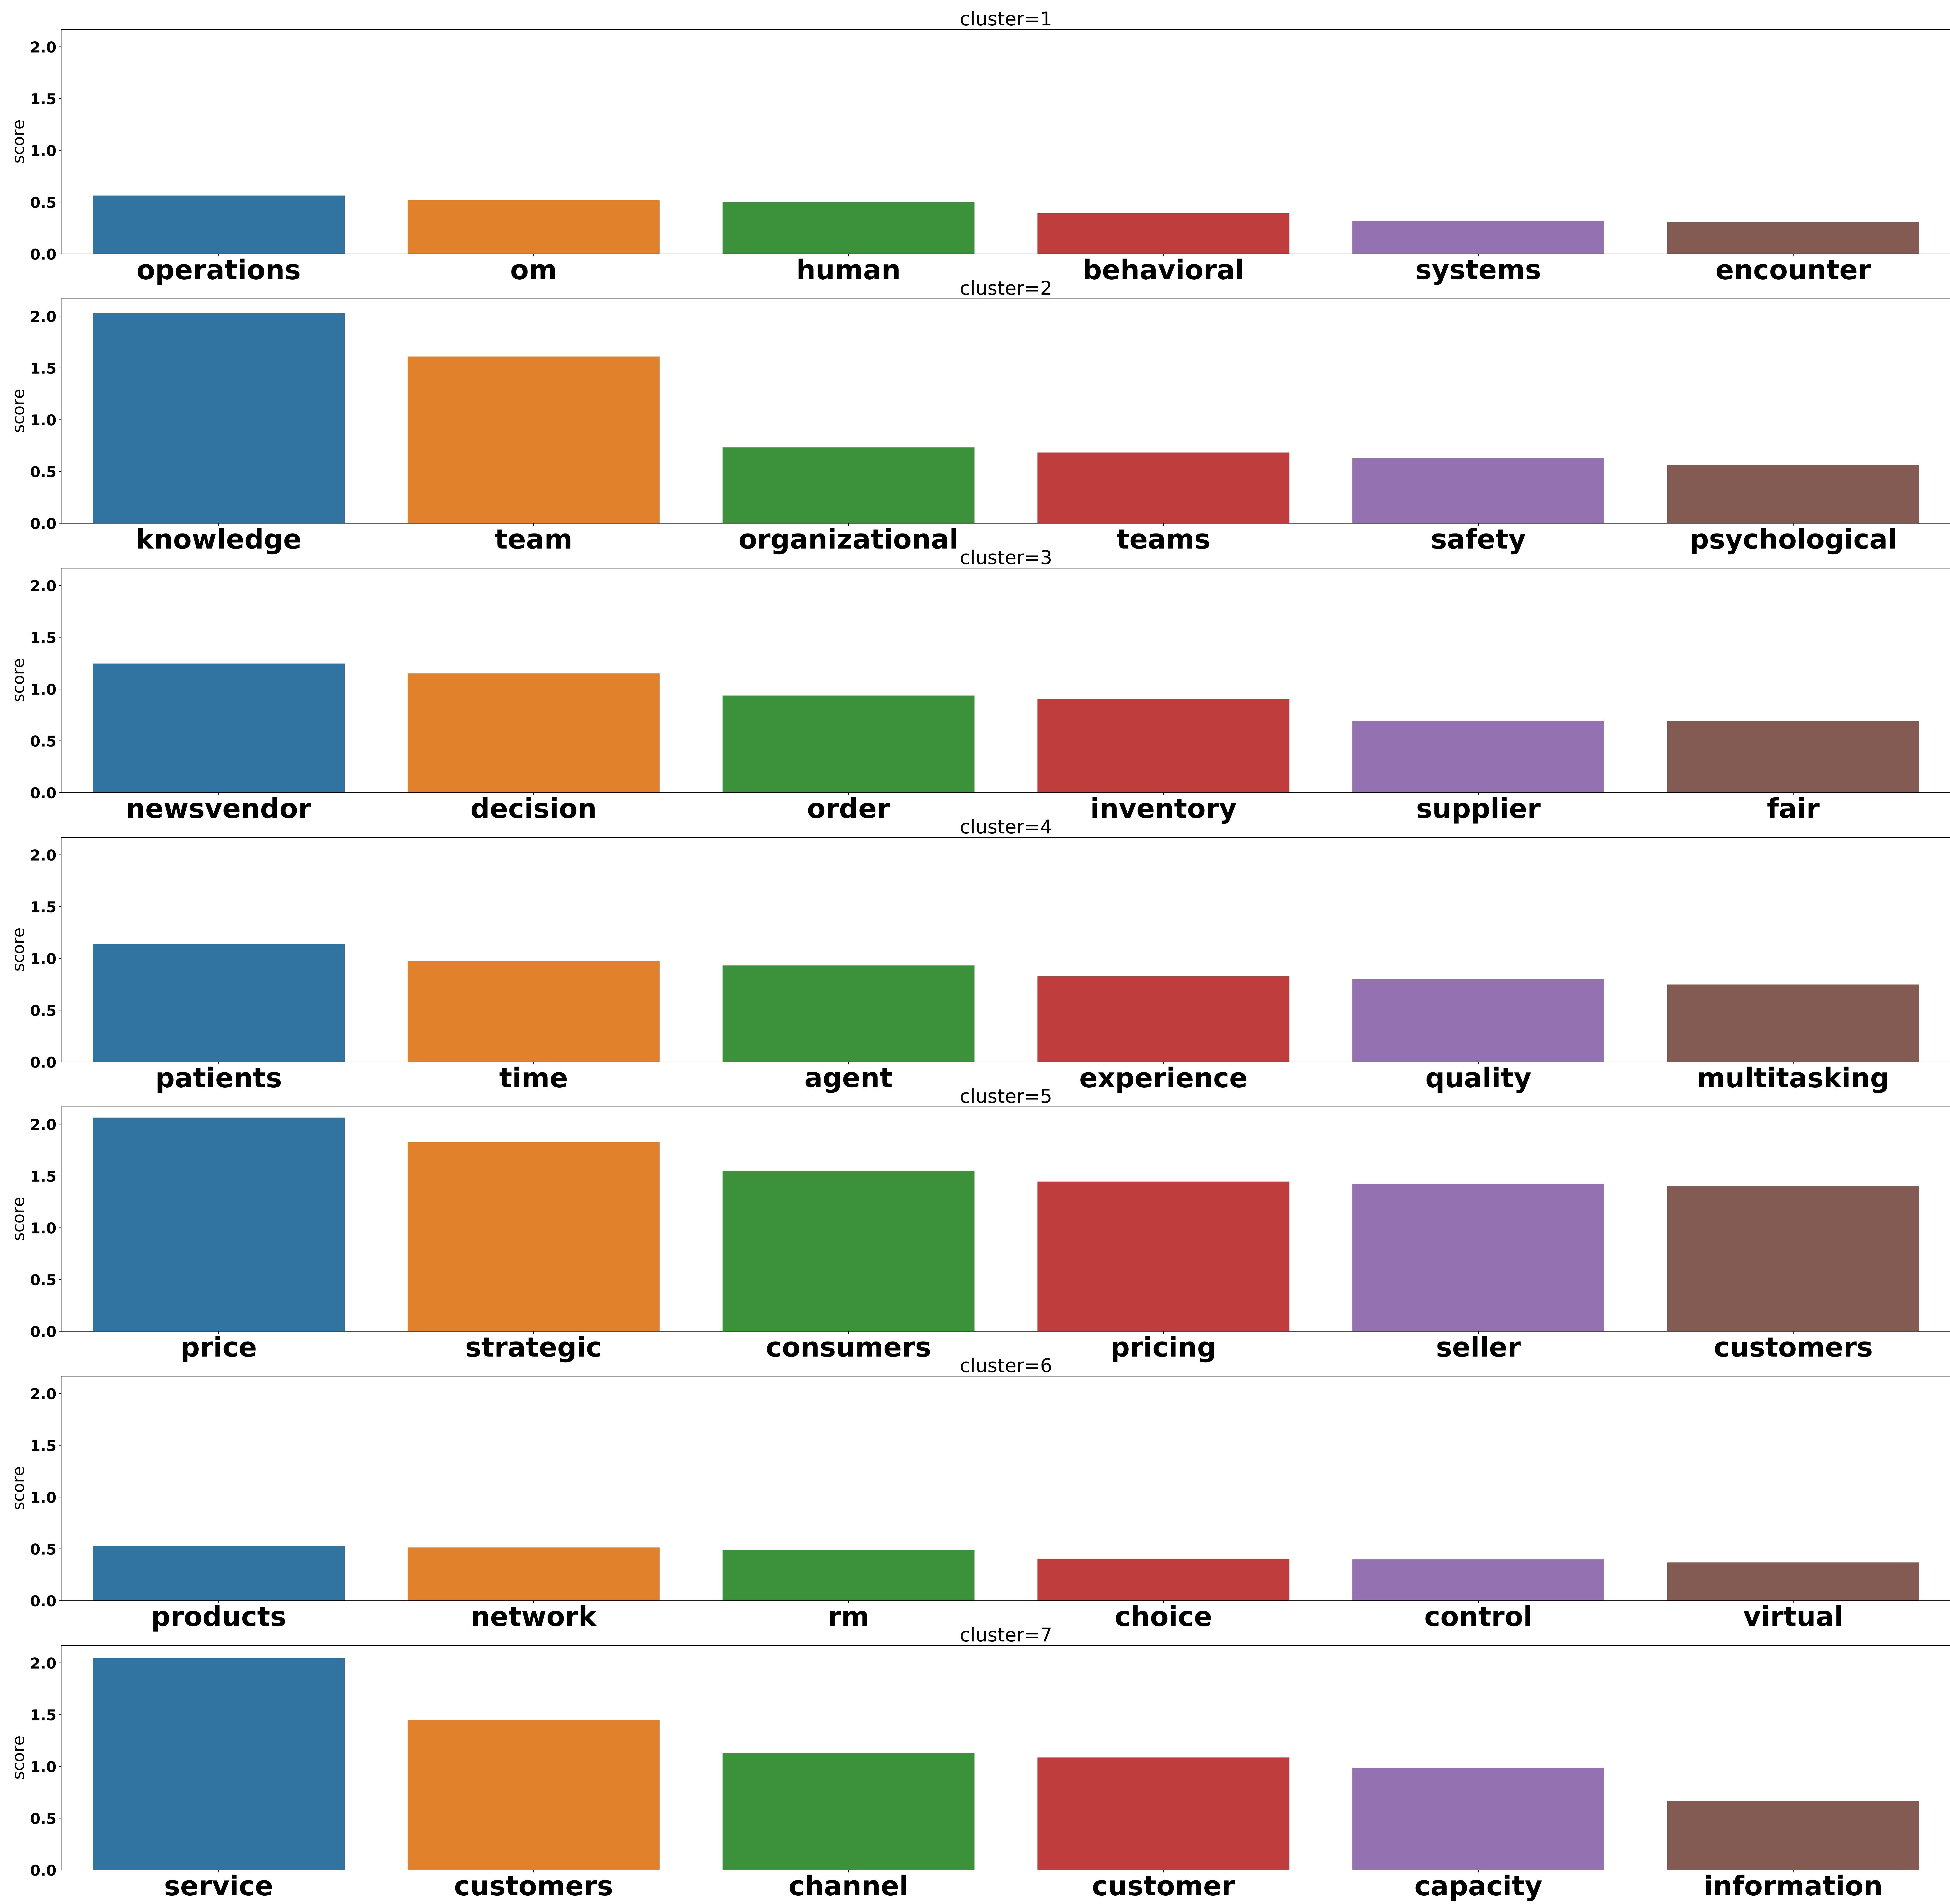 cluster=1
2.0
1.5
1.0
0.5
0.0
score
operations om human behavioral systems encounter
cluster=2
2.0
1.5
1.0
0.5
0.0
score
knowledge team organizational teams safety psychological
cluster=3
2.0
1.5
1.0
0.5
0.0
score
newsvendor decision order inventory supplier fair
cluster=4
2.0
1.5
1.0
0.5
0.0
score
patients time agent experience quality multitasking
cluster=5
2.0
1.5
1.0
0.5
0.0
score
price strategic consumers pricing seller customers
cluster=6
2.0
1.5
1.0
0.5
0.0
score
products network rm choice control virtual
cluster=7
2.0
1.5
1.0
0.5
0.0
score
service customers channel customer capacity information